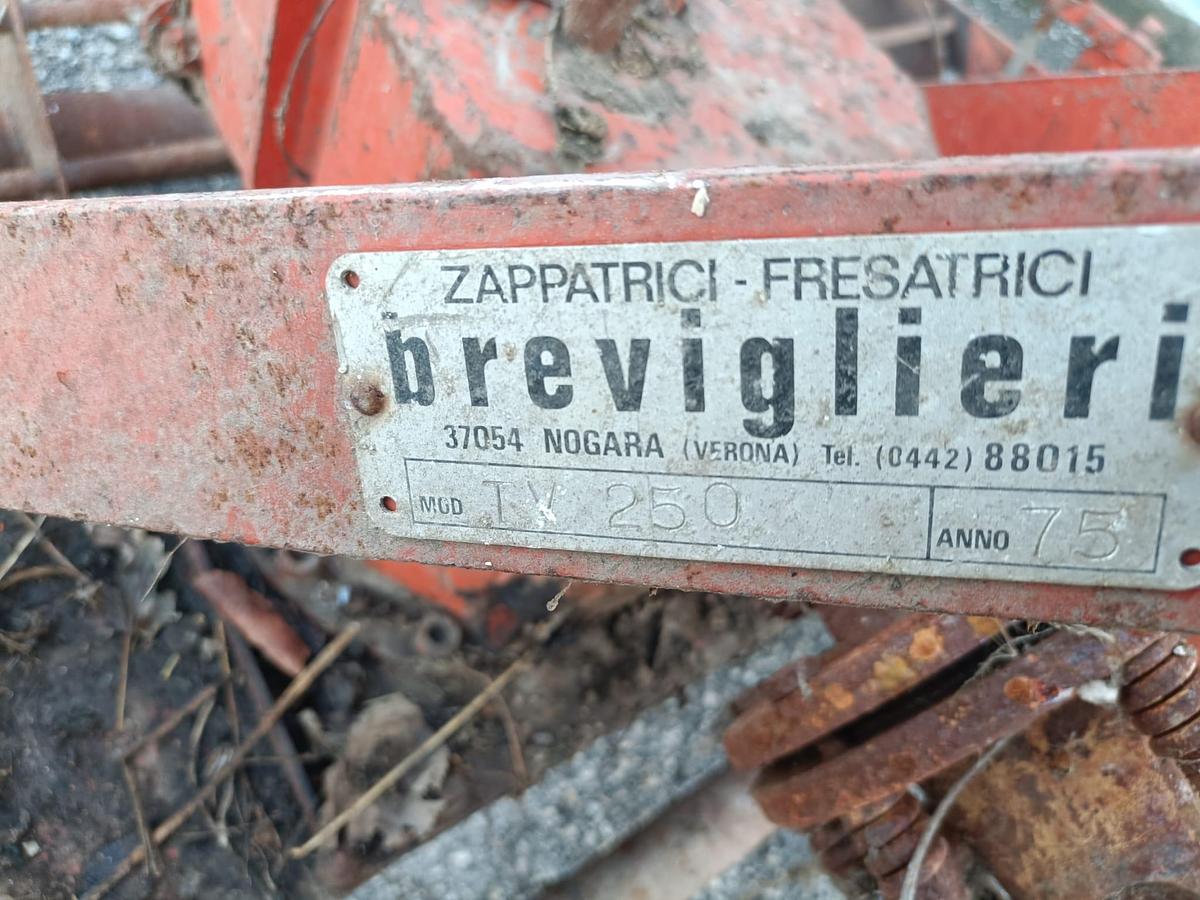 ZAPPATRICI - FRESATRICI
breviglieri
37054 NOGARA (VERONA) Tel. (0442) 88015
MOD TV 250 ANNO 75